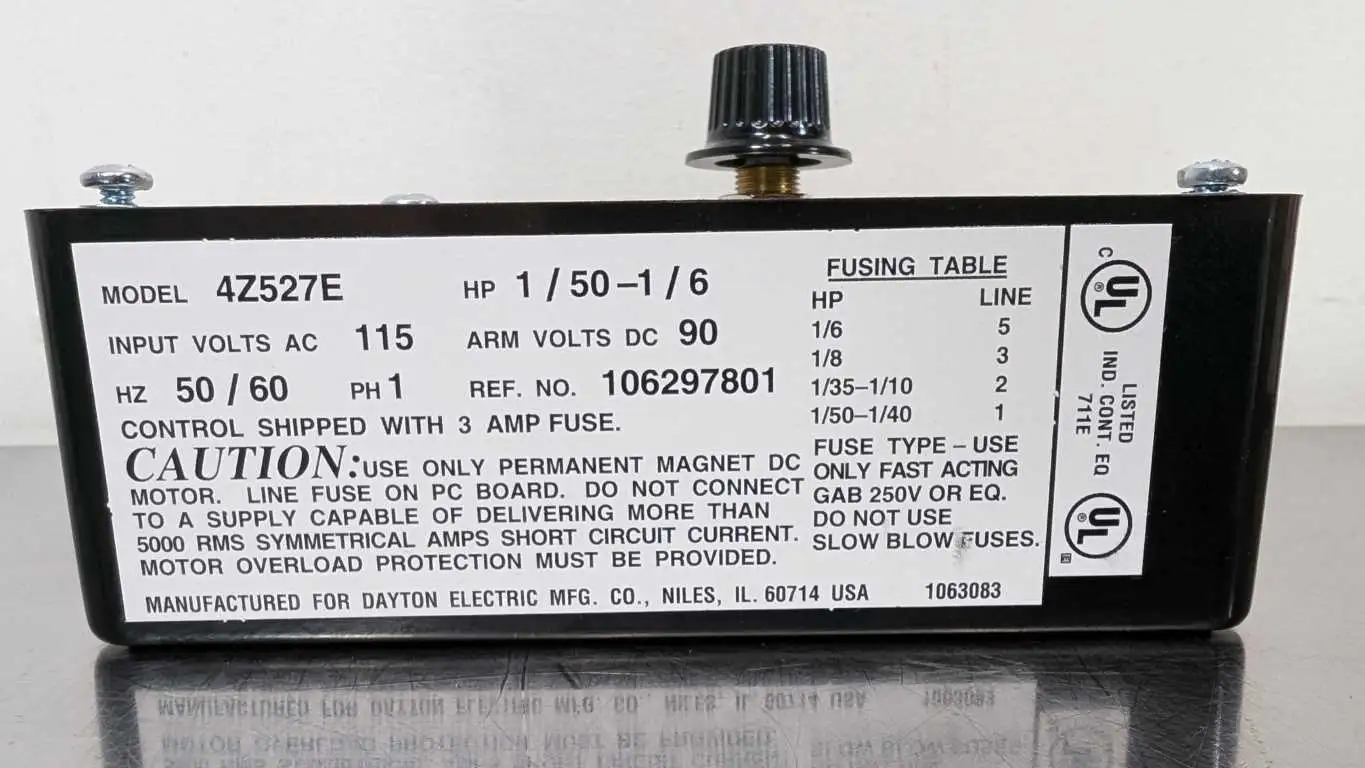 MODEL 4Z527E HP 1/50–1/6
INPUT VOLTS AC 115 ARM VOLTS DC 90
HZ 50/60 PH 1 REF. NO. 106297801
CONTROL SHIPPED WITH 3 AMP FUSE.
CAUTION: USE ONLY PERMANENT MAGNET DC
MOTOR. LINE FUSE ON PC BOARD. DO NOT CONNECT
TO A SUPPLY CAPABLE OF DELIVERING MORE THAN
5000 RMS SYMMETRICAL AMPS SHORT CIRCUIT CURRENT.
MOTOR OVERLOAD PROTECTION MUST BE PROVIDED.
FUSING TABLE
HP LINE
1/6 5
1/8 3
1/35–1/10 2
1/50–1/40 1
FUSE TYPE – USE
ONLY FAST ACTING
GAB 250V OR EQ.
DO NOT USE
SLOW BLOW FUSES.
MANUFACTURED FOR DAYTON ELECTRIC MFG. CO., NILES, IL. 60714 USA 1063083
C UL ®
LISTED
IND. CONT. EQ
711E
UL